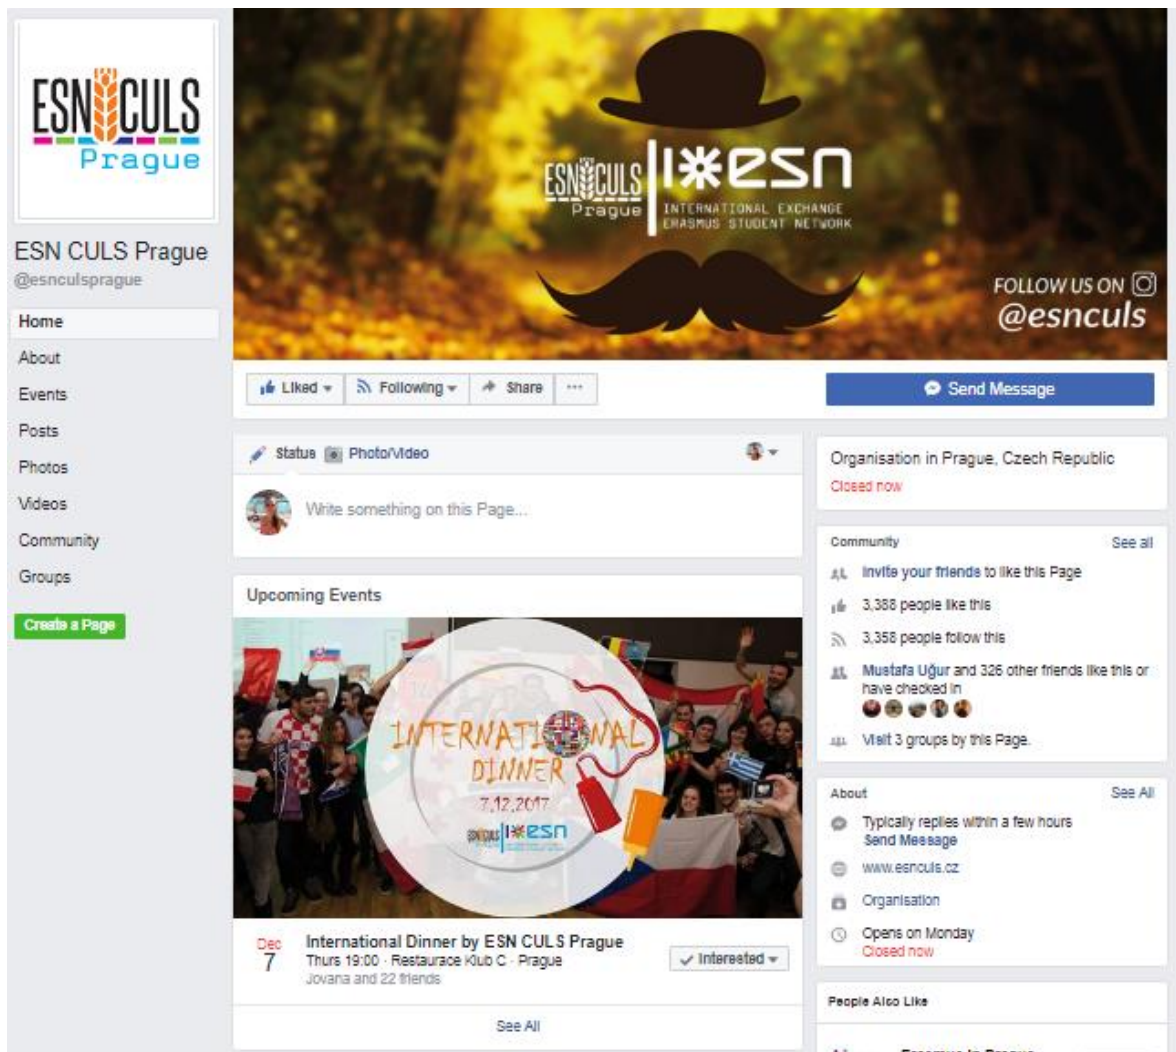 ESN CULS
Prague
ESN CULS Prague
@esnculsprague
Home
About
Events
Posts
Photos
Videos
Community
Groups
Create a Page
ESN CULS
Prague
esn
INTERNATIONAL EXCHANGE
ERASMUS STUDENT NETWORK
FOLLOW US ON
@esnculs
Liked
Following
Share
...
Send Message
Status
Photo/Video
Write something on this Page...
Upcoming Events
INTERNATIONAL
DINNER
7.12.2017
ESN CULS
esn
Dec
7
International Dinner by ESN CULS Prague
Thurs 19:00 · Restaurace Klub C · Prague
Jovana and 22 friends
Interested
See All
Organisation in Prague, Czech Republic
Closed now
Community
See all
Invite your friends to like this Page
3,388 people like this
3,358 people follow this
Mustafa Uğur and 326 other friends like this or
have checked in
Visit 3 groups by this Page.
About
See All
Typically replies within a few hours
Send Message
www.esnculs.cz
Organisation
Opens on Monday
Closed now
People Also Like
Erasmus in Prague